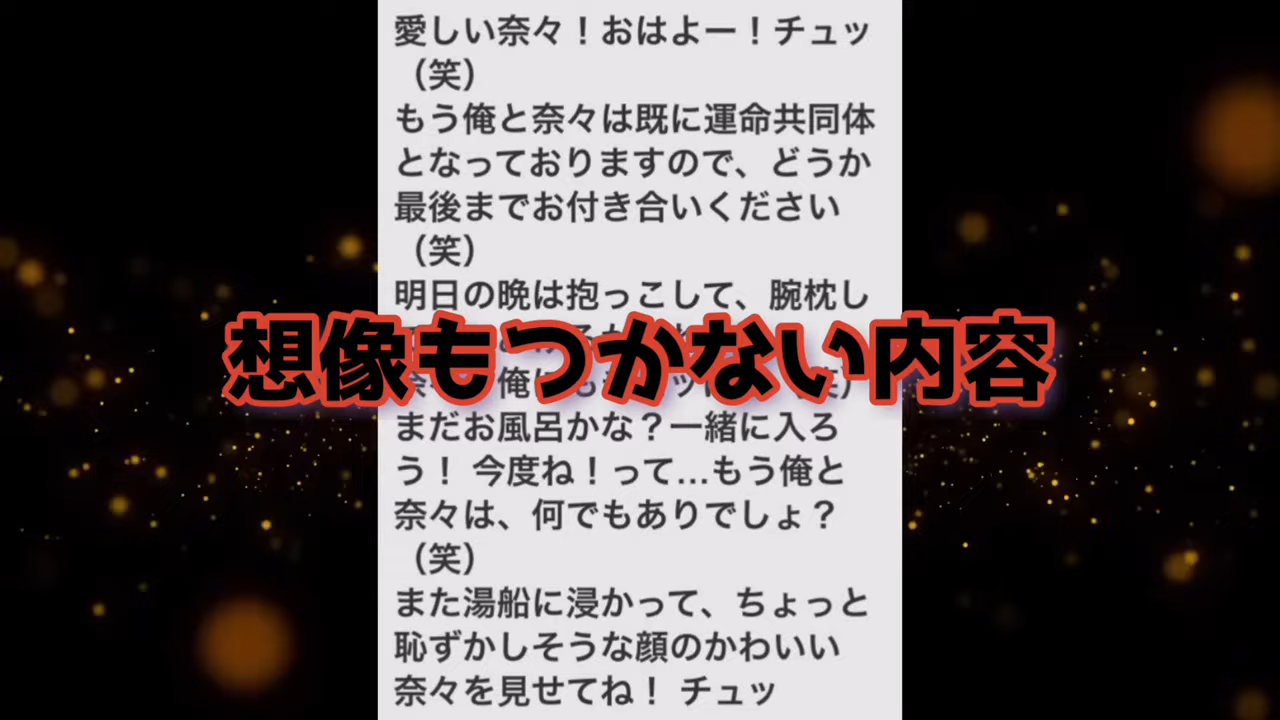 愛しい奈々！おはよー！チュッ
（笑）
もう俺と奈々は既に運命共同体
となっておりますので、どうか
最後までお付き合いください
（笑）
明日の晩は抱っこして、腕枕し
想像もつかない内容
まだお風呂かな？一緒に入ろ
う！ 今度ね！って…もう俺と
奈々は、何でもありでしょ？
（笑）
また湯船に浸かって、ちょっと
恥ずかしそうな顔のかわいい
奈々を見せてね！ チュッ